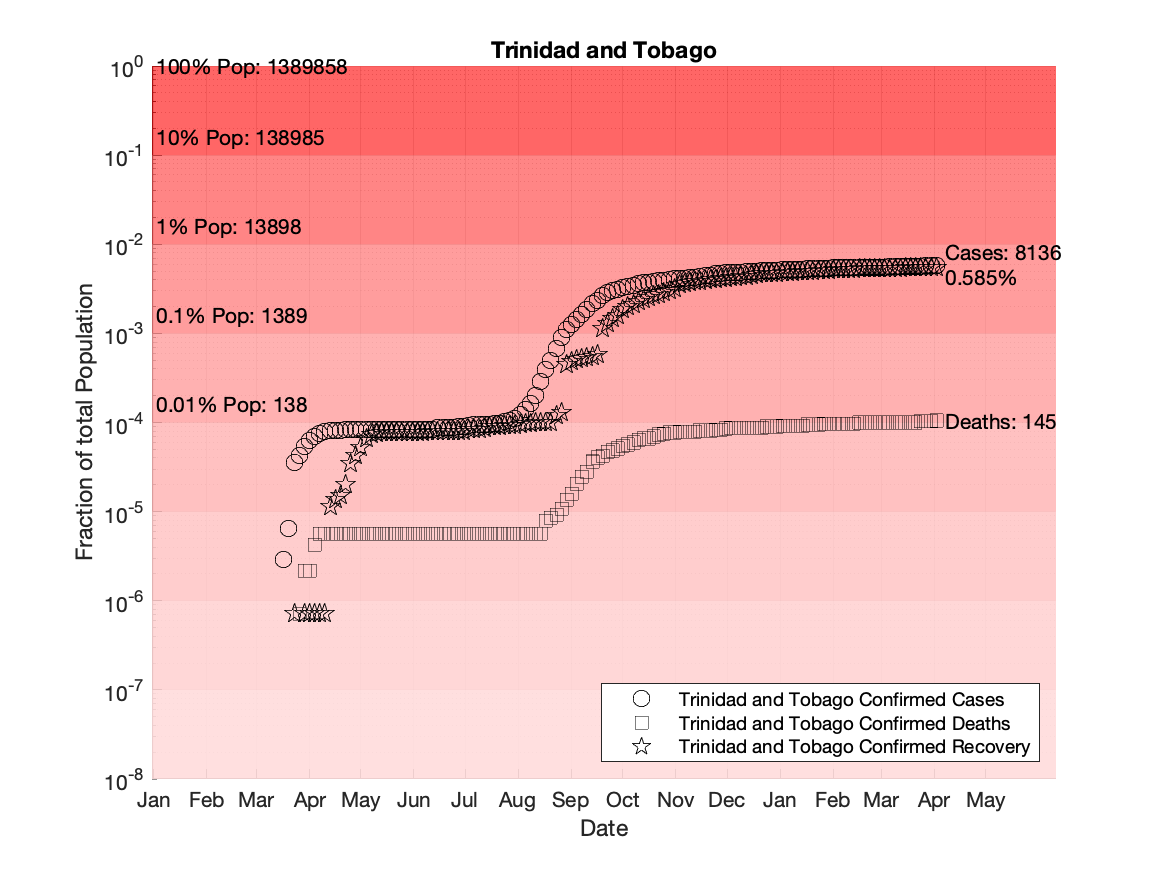 Trinidad and Tobago
10^0
100% Pop: 1389858
10% Pop: 138985
10^-1
1% Pop: 13898
10^-2
Cases: 8136
0.585%
0.1% Pop: 1389
10^-3
0.01% Pop: 138
10^-4
Deaths: 145
10^-5
10^-6
10^-7
10^-8
Fraction of total Population
Trinidad and Tobago Confirmed Cases
Trinidad and Tobago Confirmed Deaths
Trinidad and Tobago Confirmed Recovery
Jan Feb Mar Apr May Jun Jul Aug Sep Oct Nov Dec Jan Feb Mar Apr May
Date